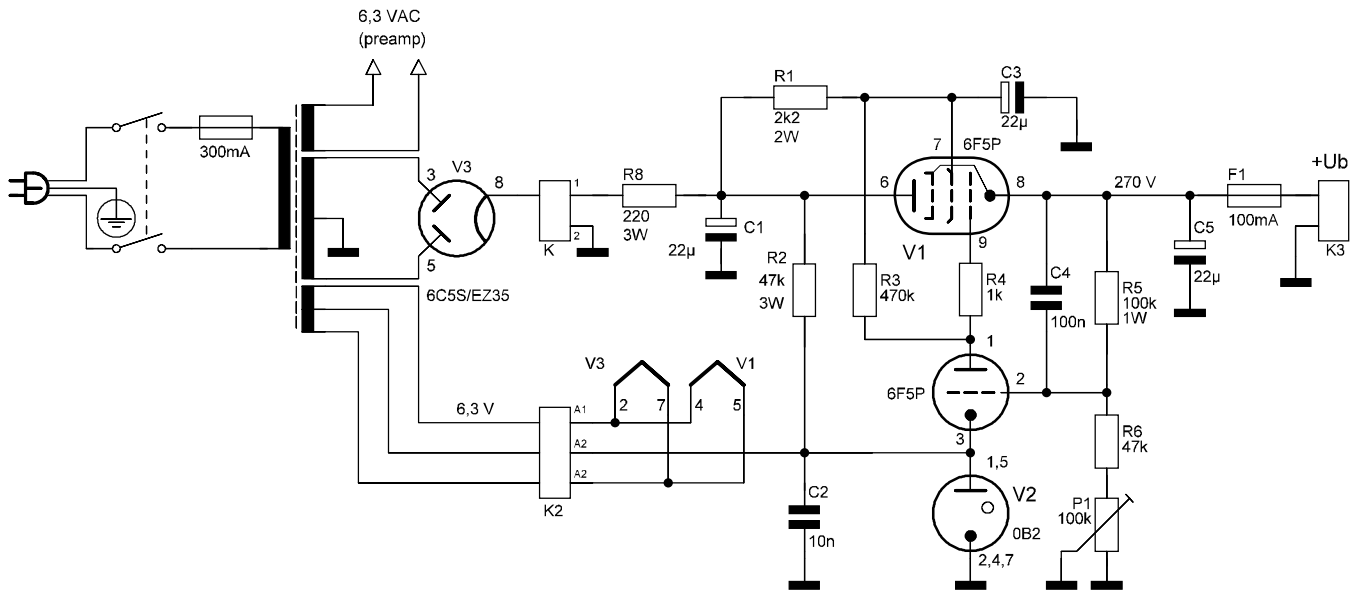 6,3 VAC
(preamp)
300mA
3
V3
8
5
6C5S/EZ35
K
1
2
R8
220
3W
C1
22µ
R1
2k2
2W
C3
22µ
7
6F5P
6
8
9
V1
270 V
F1
100mA
+Ub
K3
R2
47k
3W
R3
470k
R4
1k
C4
100n
R5
100k
1W
C5
22µ
1
6F5P
2
3
V3
V1
2
7
4
5
6,3 V
A1
A2
A2
K2
C2
10n
1,5
V2
0B2
2,4,7
R6
47k
P1
100k